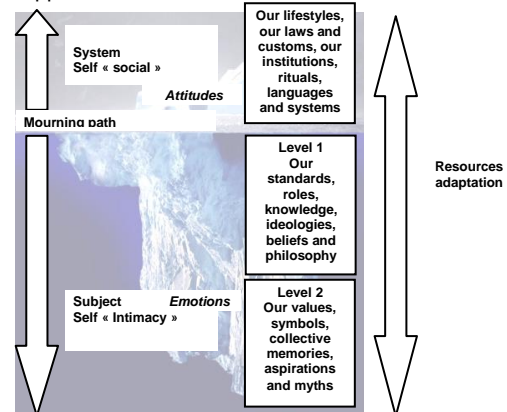 System
Self « social »
Attitudes
Our lifestyles,
our laws and
customs, our
institutions,
rituals,
languages
and systems
Mourning path
Level 1
Our
standards,
roles,
knowledge,
ideologies,
beliefs and
philosophy
Resources
adaptation
Subject Emotions
Self « Intimacy »
Level 2
Our values,
symbols,
collective
memories,
aspirations
and myths